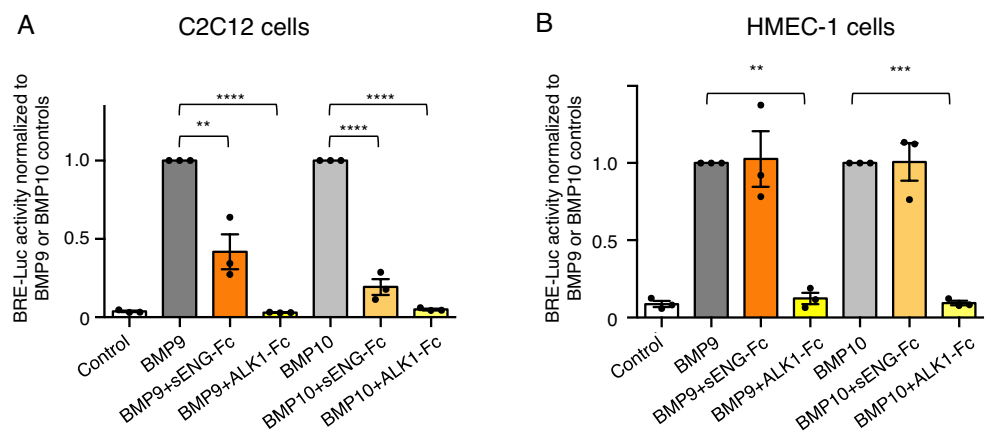 A
C2C12 cells
BRE-Luc activity normalized to
BMP9 or BMP10 controls
1.0
0.5
0
****
**
****
****
Control
BMP9
BMP9+sENG-Fc
BMP9+ALK1-Fc
BMP10
BMP10+sENG-Fc
BMP10+ALK1-Fc
B
HMEC-1 cells
BRE-Luc activity normalized to
BMP9 or BMP10 controls
1.0
0.5
0
**
***
Control
BMP9
BMP9+sENG-Fc
BMP9+ALK1-Fc
BMP10
BMP10+sENG-Fc
BMP10+ALK1-Fc